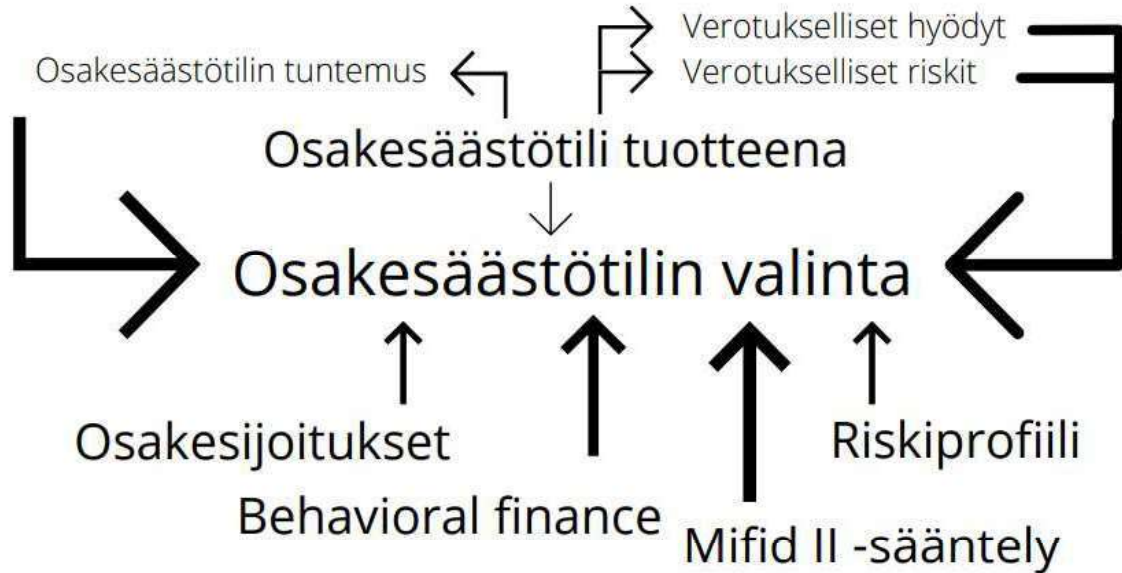 Verotukselliset hyödyt
Osakesäästötilin tuntemus
Verotukselliset riskit
Osakesäästötili tuotteena
Osakesäästötilin valinta
Osakesijoitukset
Riskiprofiili
Behavioral finance
Mifid II -sääntely